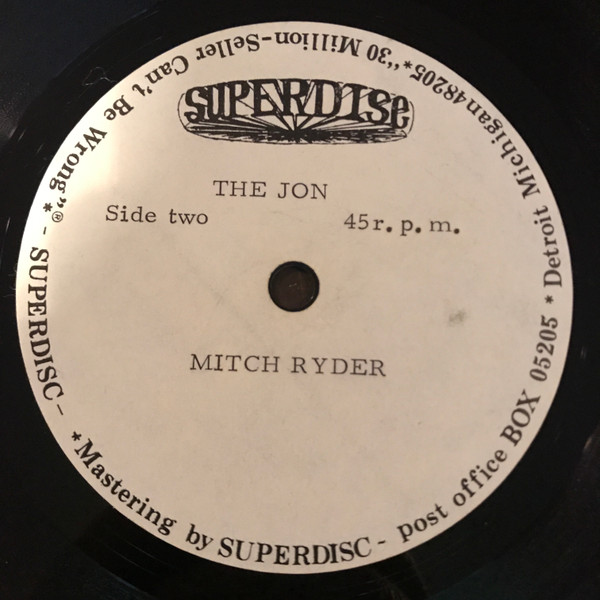 SUPERDISC
THE JON
Side two
45 r.p.m.
MITCH RYDER
*Mastering by SUPERDISC - post office BOX 05205 * Detroit Michigan 48205*"30 Million-Seller Can't Be Wrong"®* - SUPERDISC -